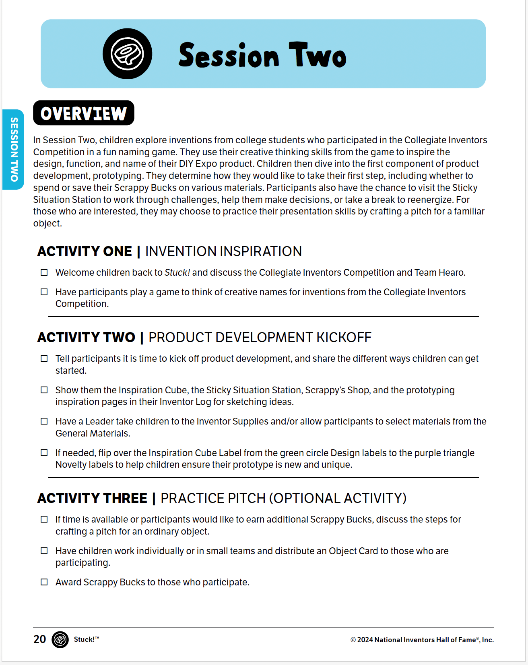 Session Two
OVERVIEW
SESSION TWO
In Session Two, children explore inventions from college students who participated in the Collegiate Inventors
Competition in a fun naming game. They use their creative thinking skills from the game to inspire the
design, function, and name of their DIY Expo product. Children then dive into the first component of product
development, prototyping. They determine how they would like to take their first step, including whether to
spend or save their Scrappy Bucks on various materials. Participants also have the chance to visit the Sticky
Situation Station to work through challenges, help them make decisions, or take a break to reenergize. For
those who are interested, they may choose to practice their presentation skills by crafting a pitch for a familiar
object.
ACTIVITY ONE | INVENTION INSPIRATION
Welcome children back to Stuck! and discuss the Collegiate Inventors Competition and Team Hearo.
Have participants play a game to think of creative names for inventions from the Collegiate Inventors
Competition.
ACTIVITY TWO | PRODUCT DEVELOPMENT KICKOFF
Tell participants it is time to kick off product development, and share the different ways children can get
started.
Show them the Inspiration Cube, the Sticky Situation Station, Scrappy's Shop, and the prototyping
inspiration pages in their Inventor Log for sketching ideas.
Have a Leader take children to the Inventor Supplies and/or allow participants to select materials from the
General Materials.
If needed, flip over the Inspiration Cube Label from the green circle Design labels to the purple triangle
Novelty labels to help children ensure their prototype is new and unique.
ACTIVITY THREE | PRACTICE PITCH (OPTIONAL ACTIVITY)
If time is available or participants would like to earn additional Scrappy Bucks, discuss the steps for
crafting a pitch for an ordinary object.
Have children work individually or in small teams and distribute an Object Card to those who are
participating.
Award Scrappy Bucks to those who participate.
20 Stuck!™ © 2024 National Inventors Hall of Fame®, Inc.